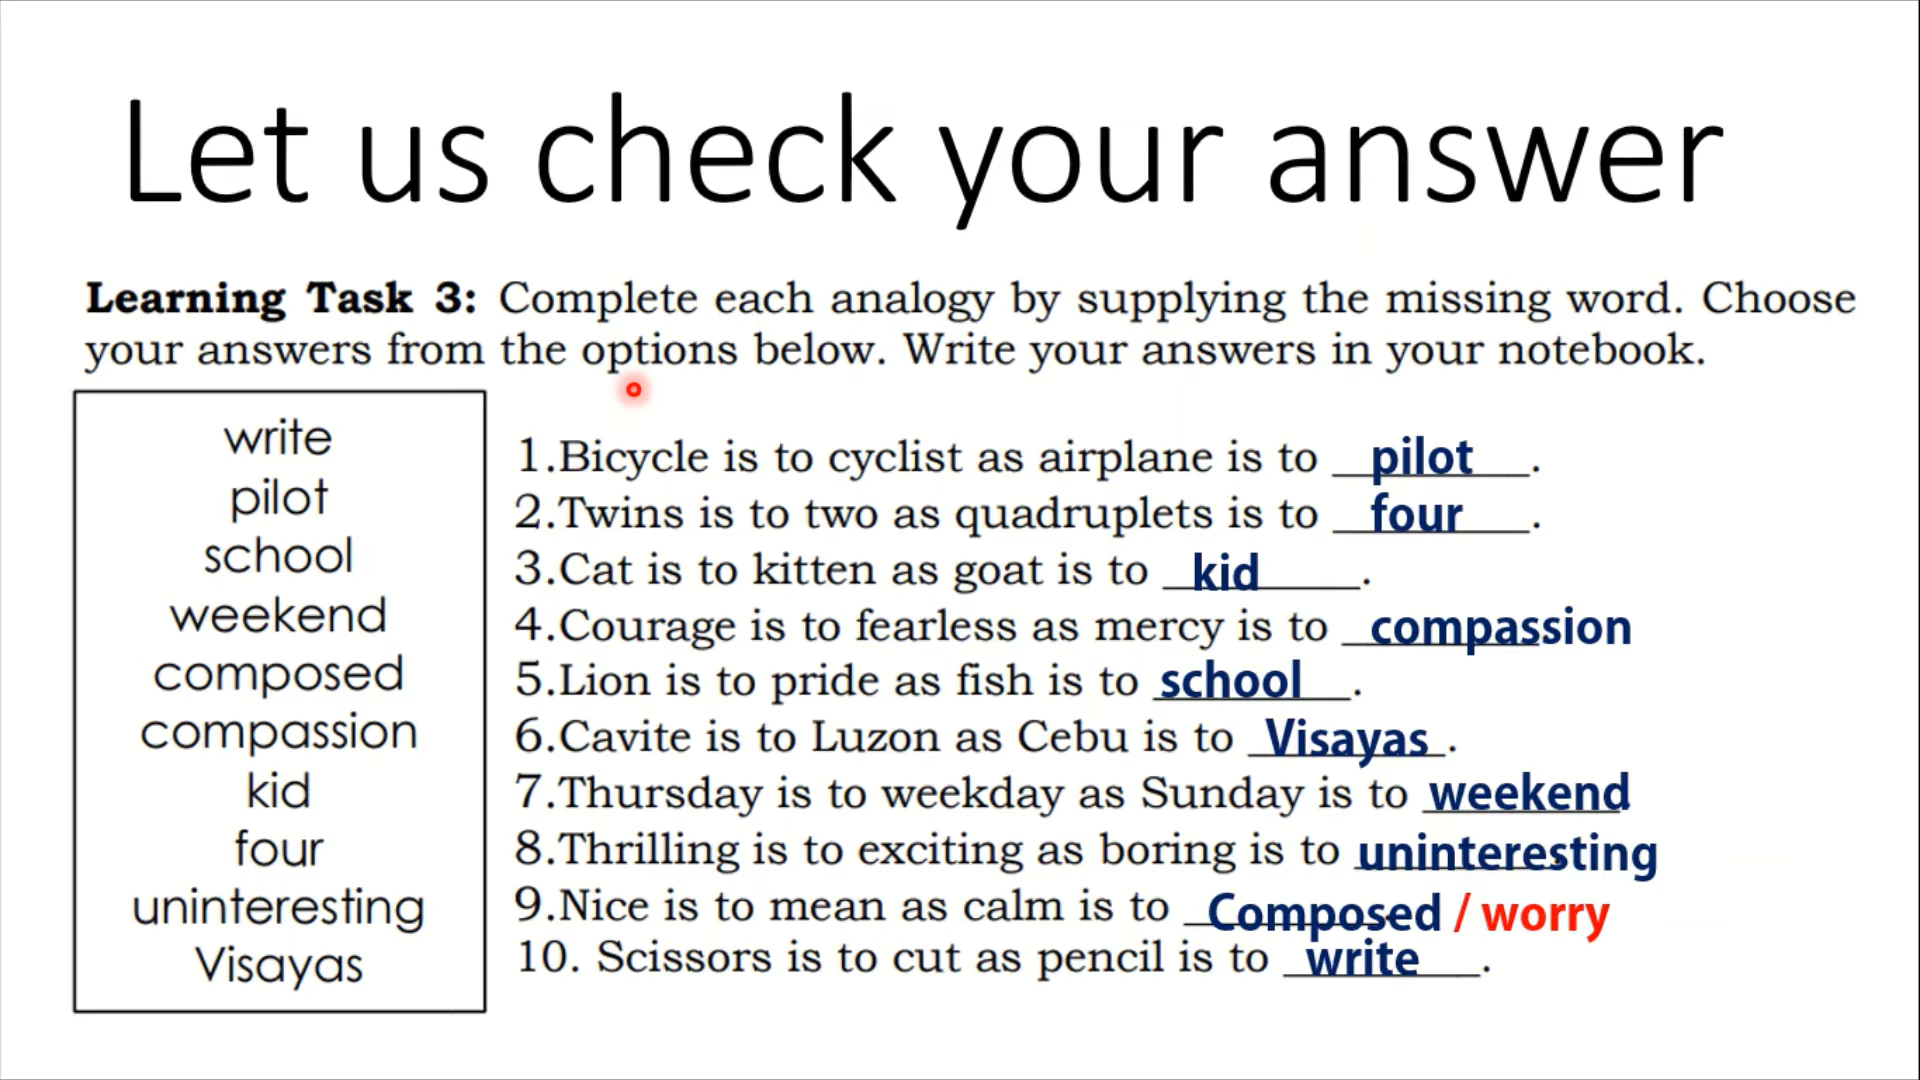 Let us check your answer
Learning Task 3: Complete each analogy by supplying the missing word. Choose
your answers from the options below. Write your answers in your notebook.
write
pilot
school
weekend
composed
compassion
kid
four
uninteresting
Visayas
1.Bicycle is to cyclist as airplane is to pilot.
2.Twins is to two as quadruplets is to four.
3.Cat is to kitten as goat is to kid.
4.Courage is to fearless as mercy is to compassion
5.Lion is to pride as fish is to school.
6.Cavite is to Luzon as Cebu is to Visayas.
7.Thursday is to weekday as Sunday is to weekend
8.Thrilling is to exciting as boring is to uninteresting
9.Nice is to mean as calm is to Composed / worry
10. Scissors is to cut as pencil is to write.